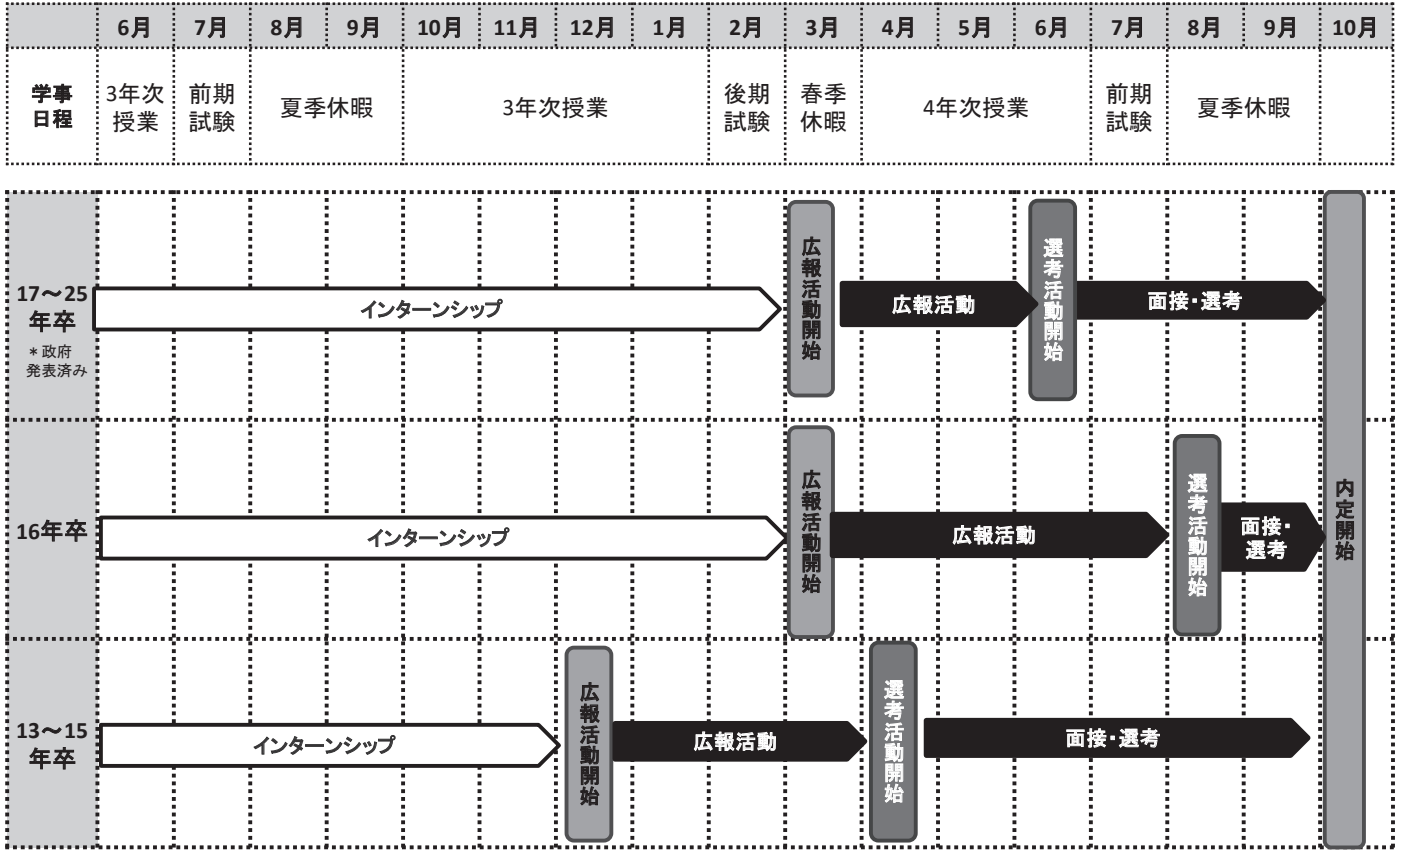 6月 7月 8月 9月 10月 11月 12月 1月 2月 3月 4月 5月 6月 7月 8月 9月 10月
学事
日程
3年次
授業
前期
試験
夏季休暇
3年次授業
後期
試験
春季
休暇
4年次授業
前期
試験
夏季休暇
17〜25
年卒
＊政府
発表済み
インターンシップ
広報活動開始
広報活動
選考活動開始
面接・選考
16年卒
インターンシップ
広報活動開始
広報活動
選考活動開始
面接・
選考
内定開始
13〜15
年卒
インターンシップ
広報活動開始
広報活動
選考活動開始
面接・選考